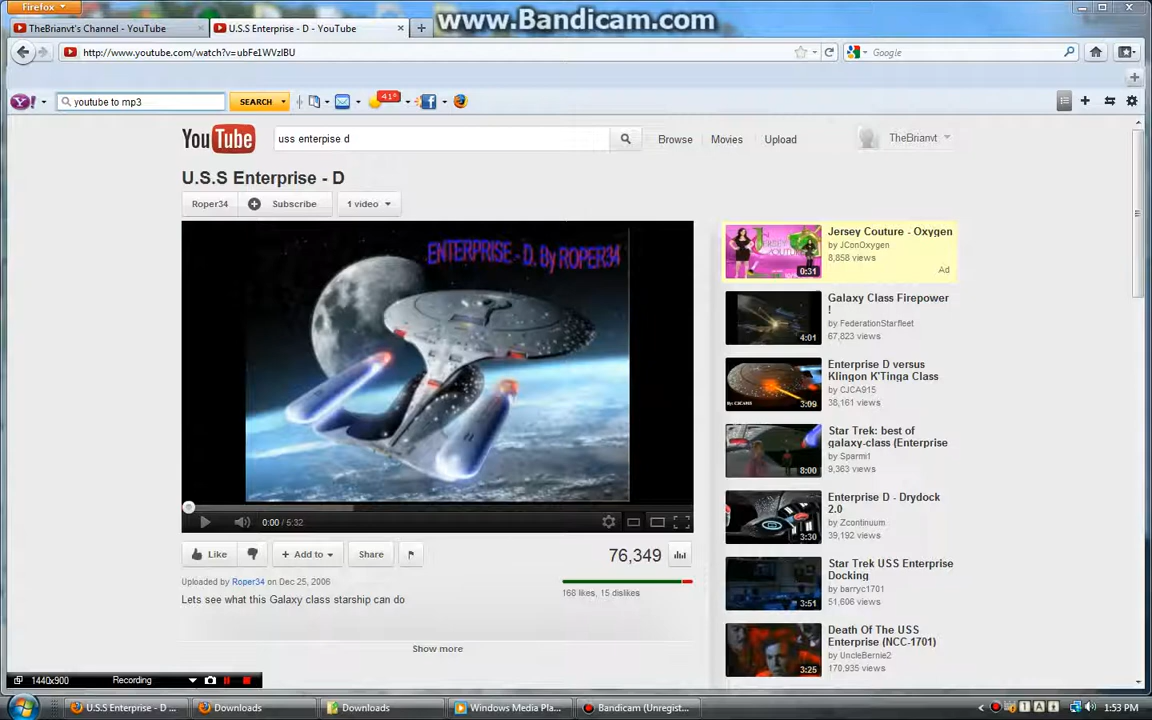 Firefox
www.Bandicam.com
TheBrianvt's Channel - YouTube
U.S.S Enterprise - D - YouTube
http://www.youtube.com/watch?v=ubFe1WVzIBU
Google
youtube to mp3
SEARCH
41°
YouTube
uss enterpise d
Browse
Movies
Upload
TheBrianvt
U.S.S Enterprise - D
Roper34
Subscribe
1 video
ENTERPRISE - D. By ROPER34
0:00 / 5:32
Like
Add to
Share
76,349
Uploaded by Roper34 on Dec 25, 2006
168 likes, 15 dislikes
Lets see what this Galaxy class starship can do
Show more
0:31
Jersey Couture - Oxygen
by JConOxygen
8,858 views
Ad
4:01
Galaxy Class Firepower
!
by FederationStarfleet
67,823 views
3:09
Enterprise D versus
Klingon K'Tinga Class
by CJCA915
38,161 views
8:00
Star Trek: best of
galaxy-class (Enterprise
by Sparmi1
9,363 views
3:30
Enterprise D - Drydock
2.0
by Zcontinuum
39,192 views
3:51
Star Trek USS Enterprise
Docking
by barryc1701
51,606 views
3:25
Death Of The USS
Enterprise (NCC-1701)
by UncleBernie2
170,935 views
1440x900
Recording
U.S.S Enterprise - D ...
Downloads
Downloads
Windows Media Pla...
Bandicam (Unregist...
1:53 PM